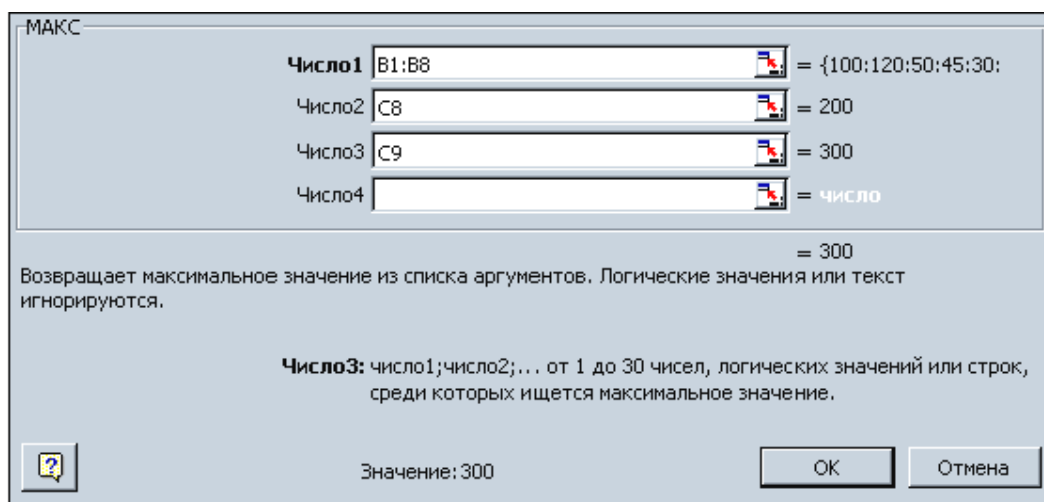 МАКС
Число1 B1:B8 = {100:120:50:45:30:
Число2 C8 = 200
Число3 C9 = 300
Число4 = число
= 300
Возвращает максимальное значение из списка аргументов. Логические значения или текст
игнорируются.
Число3: число1;число2;... от 1 до 30 чисел, логических значений или строк,
среди которых ищется максимальное значение.
Значение:300
OK
Отмена